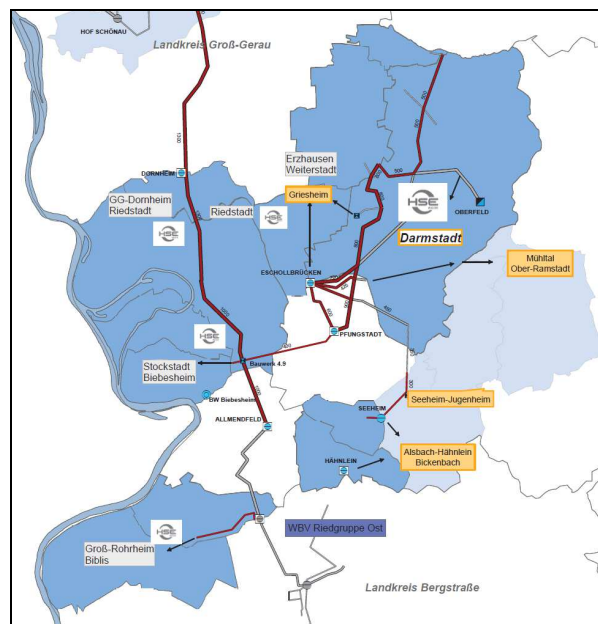 HOF SCHÖNAU
Landkreis Groß-Gerau
DORNHEIM
Erzhausen
Weiterstadt
GG-Dornheim
Riedstadt
Riedstadt
Griesheim
HSE
HSE
HSE
OBERFELD
Darmstadt
ESCHOLLBRÜCKEN
Mühltal
Ober-Ramstadt
HSE
PFUNGSTADT
Stockstadt
Biebesheim
Bauwerk 4.9
BW Biebesheim
ALLMENDFELD
Seeheim-Jugenheim
SEEHEIM
Alsbach-Hähnlein
Bickenbach
HÄHNLEIN
HSE
WBV Riedgruppe Ost
Groß-Rohrheim
Biblis
Landkreis Bergstraße